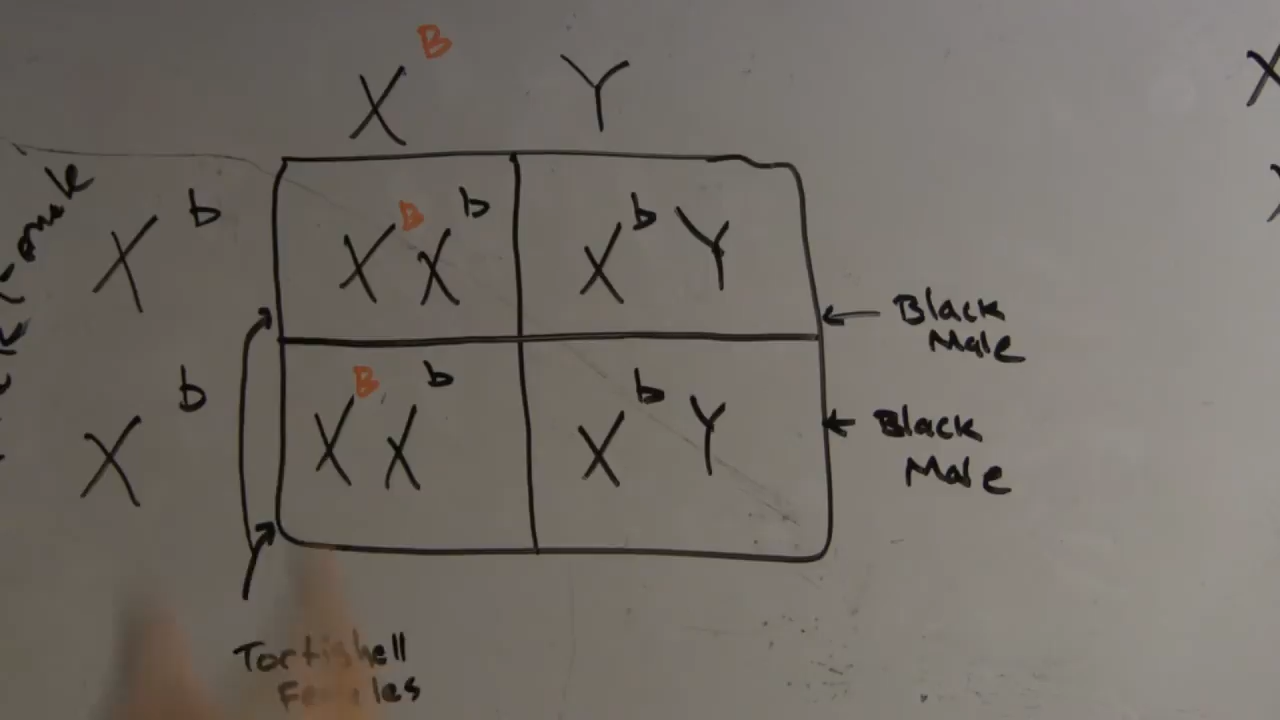 X^B Y
X^b X^B X^b X^b Y
Black
Male
X^b X^B X^b X^b Y
Black
Male
Tortishell
Females